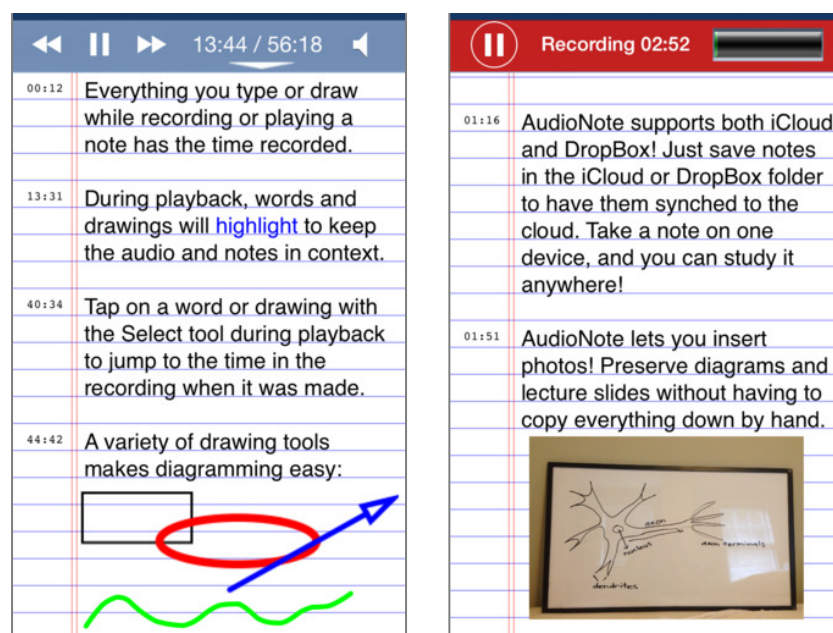 13:44 / 56:18
00:12 Everything you type or draw
while recording or playing a
note has the time recorded.
13:31 During playback, words and
drawings will highlight to keep
the audio and notes in context.
40:34 Tap on a word or drawing with
the Select tool during playback
to jump to the time in the
recording when it was made.
44:42 A variety of drawing tools
makes diagramming easy:
Recording 02:52
01:16 AudioNote supports both iCloud
and DropBox! Just save notes
in the iCloud or DropBox folder
to have them synched to the
cloud. Take a note on one
device, and you can study it
anywhere!
01:51 AudioNote lets you insert
photos! Preserve diagrams and
lecture slides without having to
copy everything down by hand.
axon
nucleus
axon terminals
dendrites